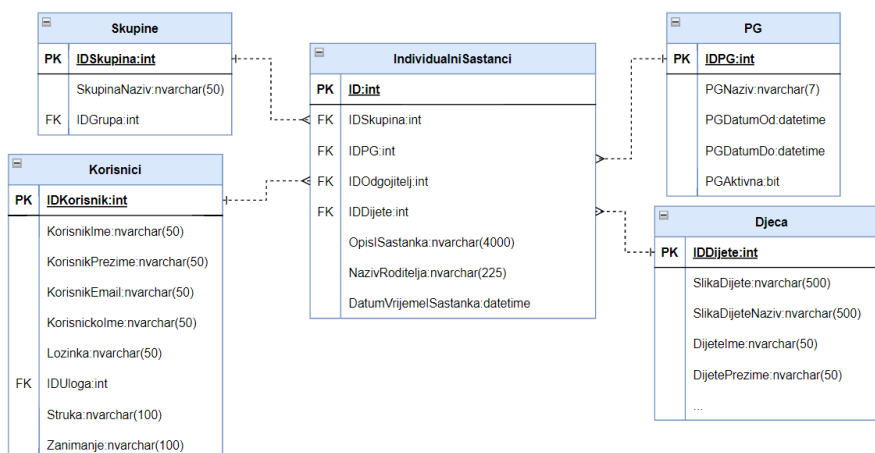 Skupine
PK IDSkupina:int
SkupinaNaziv:nvarchar(50)
FK IDGrupa:int
Korisnici
PK IDKorisnik:int
KorisnikIme:nvarchar(50)
KorisnikPrezime:nvarchar(50)
KorisnikEmail:nvarchar(50)
KorisnickoIme:nvarchar(50)
Lozinka:nvarchar(50)
FK IDUloga:int
Struka:nvarchar(100)
Zanimanje:nvarchar(100)
IndividualniSastanci
PK ID:int
FK IDSkupina:int
FK IDPG:int
FK IDOdgojitelj:int
FK IDDijete:int
OpisISastanka:nvarchar(4000)
NazivRoditelja:nvarchar(225)
DatumVrijemeISastanka:datetime
PG
PK IDPG:int
PGNaziv:nvarchar(7)
PGDatumOd:datetime
PGDatumDo:datetime
PGAktivna:bit
Djeca
PK IDDijete:int
SlikaDijete:nvarchar(500)
SlikaDijeteNaziv:nvarchar(500)
DijeteIme:nvarchar(50)
DijetePrezime:nvarchar(50)
...